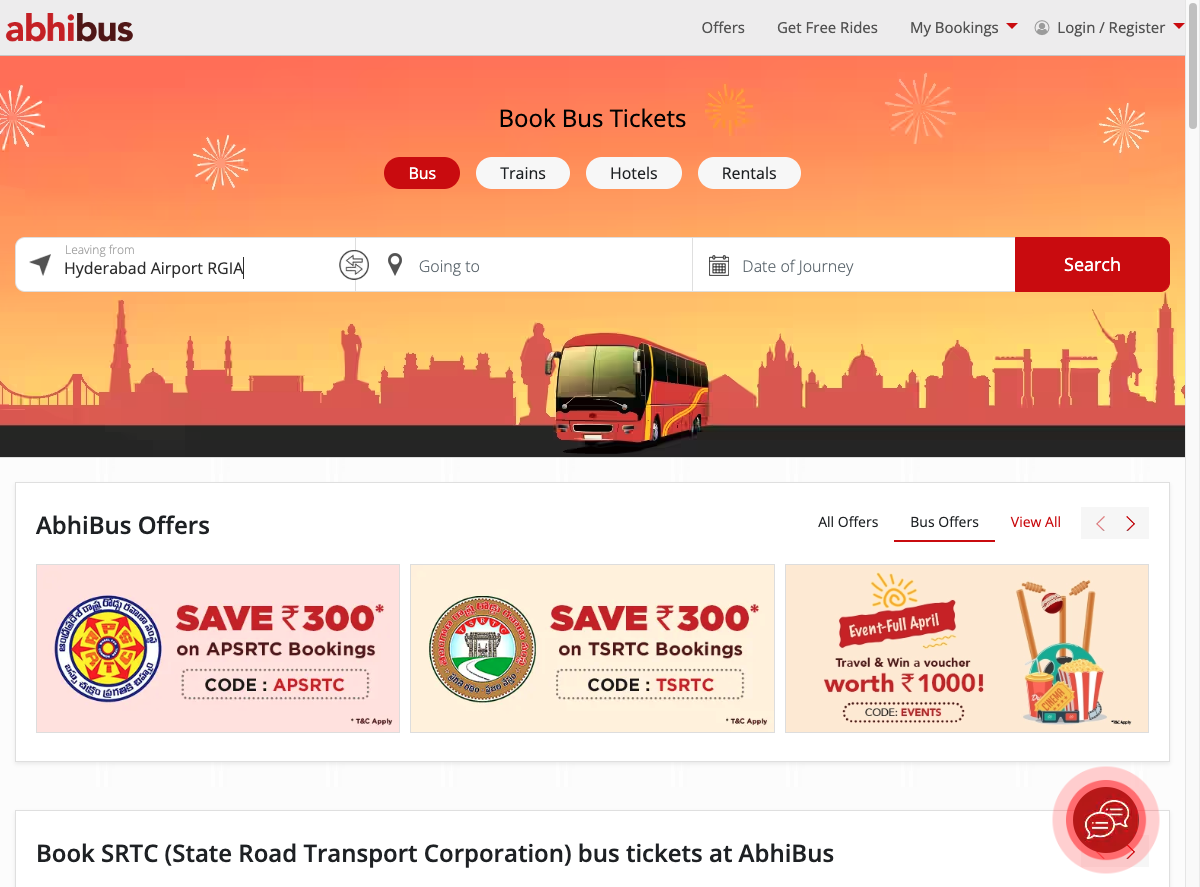 abhibus
Offers
Get Free Rides
My Bookings
Login / Register
Book Bus Tickets
Bus
Trains
Hotels
Rentals
Leaving from
Hyderabad Airport RGIA
Going to
Date of Journey
Search
AbhiBus Offers
All Offers
Bus Offers
View All
SAVE ₹300*
on APSRTC Bookings
CODE : APSRTC
* T&C Apply
SAVE ₹300*
on TSRTC Bookings
CODE : TSRTC
* T&C Apply
Event-Full April
Travel & Win a voucher
worth ₹1000!
CODE: EVENTS
CINEMA
*T&C Apply
Book SRTC (State Road Transport Corporation) bus tickets at AbhiBus